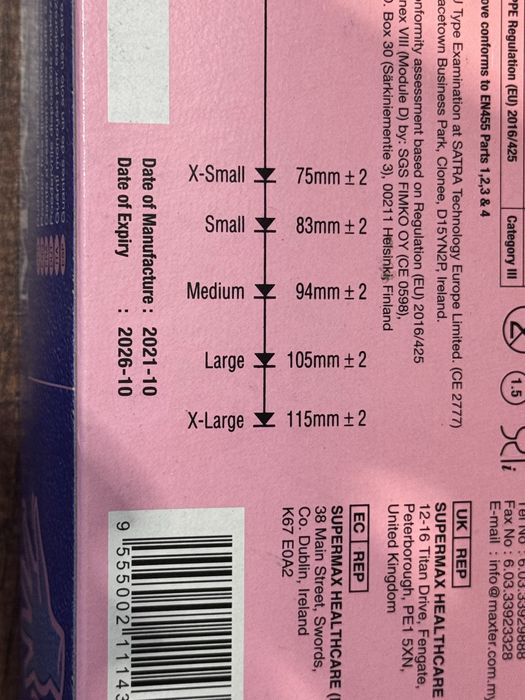 PPE Regulation (EU) 2016/425
Category III
1.5
i
ove conforms to EN455 Parts 1,2,3 & 4
Type Examination at SATRA Technology Europe Limited. (CE 2777)
acetown Business Park, Clonee, D15YN2P, Ireland.
nformity assessment based on Regulation (EU) 2016/425
nex VIII (Module D) by: SGS FIMKO OY (CE 0598),
Box 30 (Särkiniementie 3), 00211 Helsinki, Finland
X-Small 75mm ± 2
Small 83mm ± 2
Medium 94mm ± 2
Large 105mm ± 2
X-Large 115mm ± 2
Date of Manufacture : 2021-10
Date of Expiry : 2026-10
Tel No : 6.03.33929888
Fax No : 6.03.33923328
E-mail : info@maxter.com.my
UK REP
SUPERMAX HEALTHCARE
12-16 Titan Drive, Fengate,
Peterborough, PE1 5XN,
United Kingdom
EC REP
SUPERMAX HEALTHCARE (
38 Main Street, Swords,
Co. Dublin, Ireland
K67 E0A2
9 555002 11143